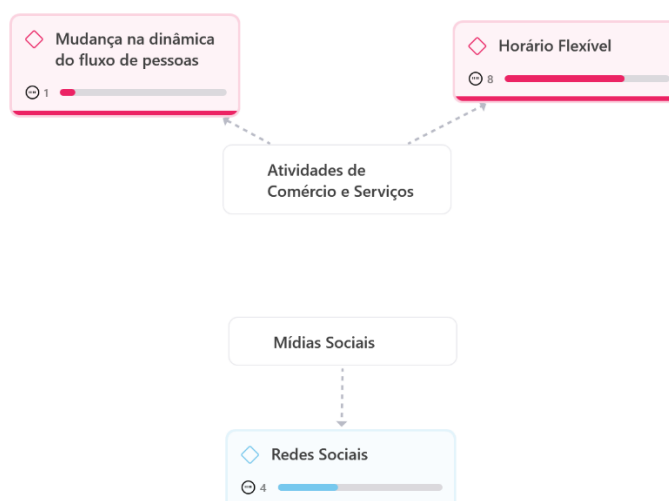 Mudança na dinâmica
do fluxo de pessoas
1
Horário Flexível
8
Atividades de
Comércio e Serviços
Mídias Sociais
Redes Sociais
4